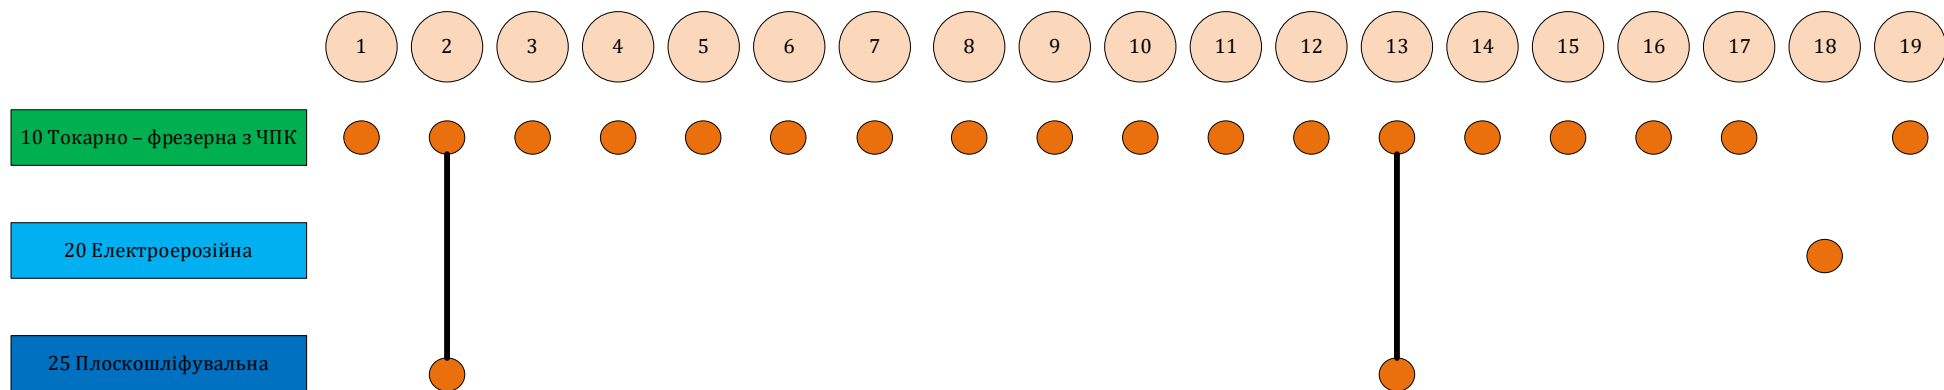 1 2 3 4 5 6 7 8 9 10 11 12 13 14 15 16 17 18 19
10 Токарно – фрезерна з ЧПК
20 Електроерозійна
25 Плоскошліфувальна